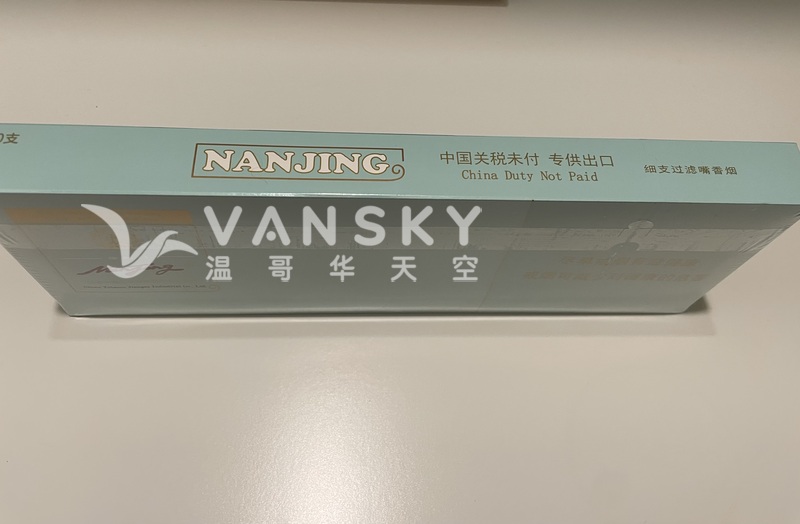 0支
NANJING
中国关税未付 专供出口
China Duty Not Paid
细支过滤嘴香烟
VANSKY
温哥华天空
Nanjing